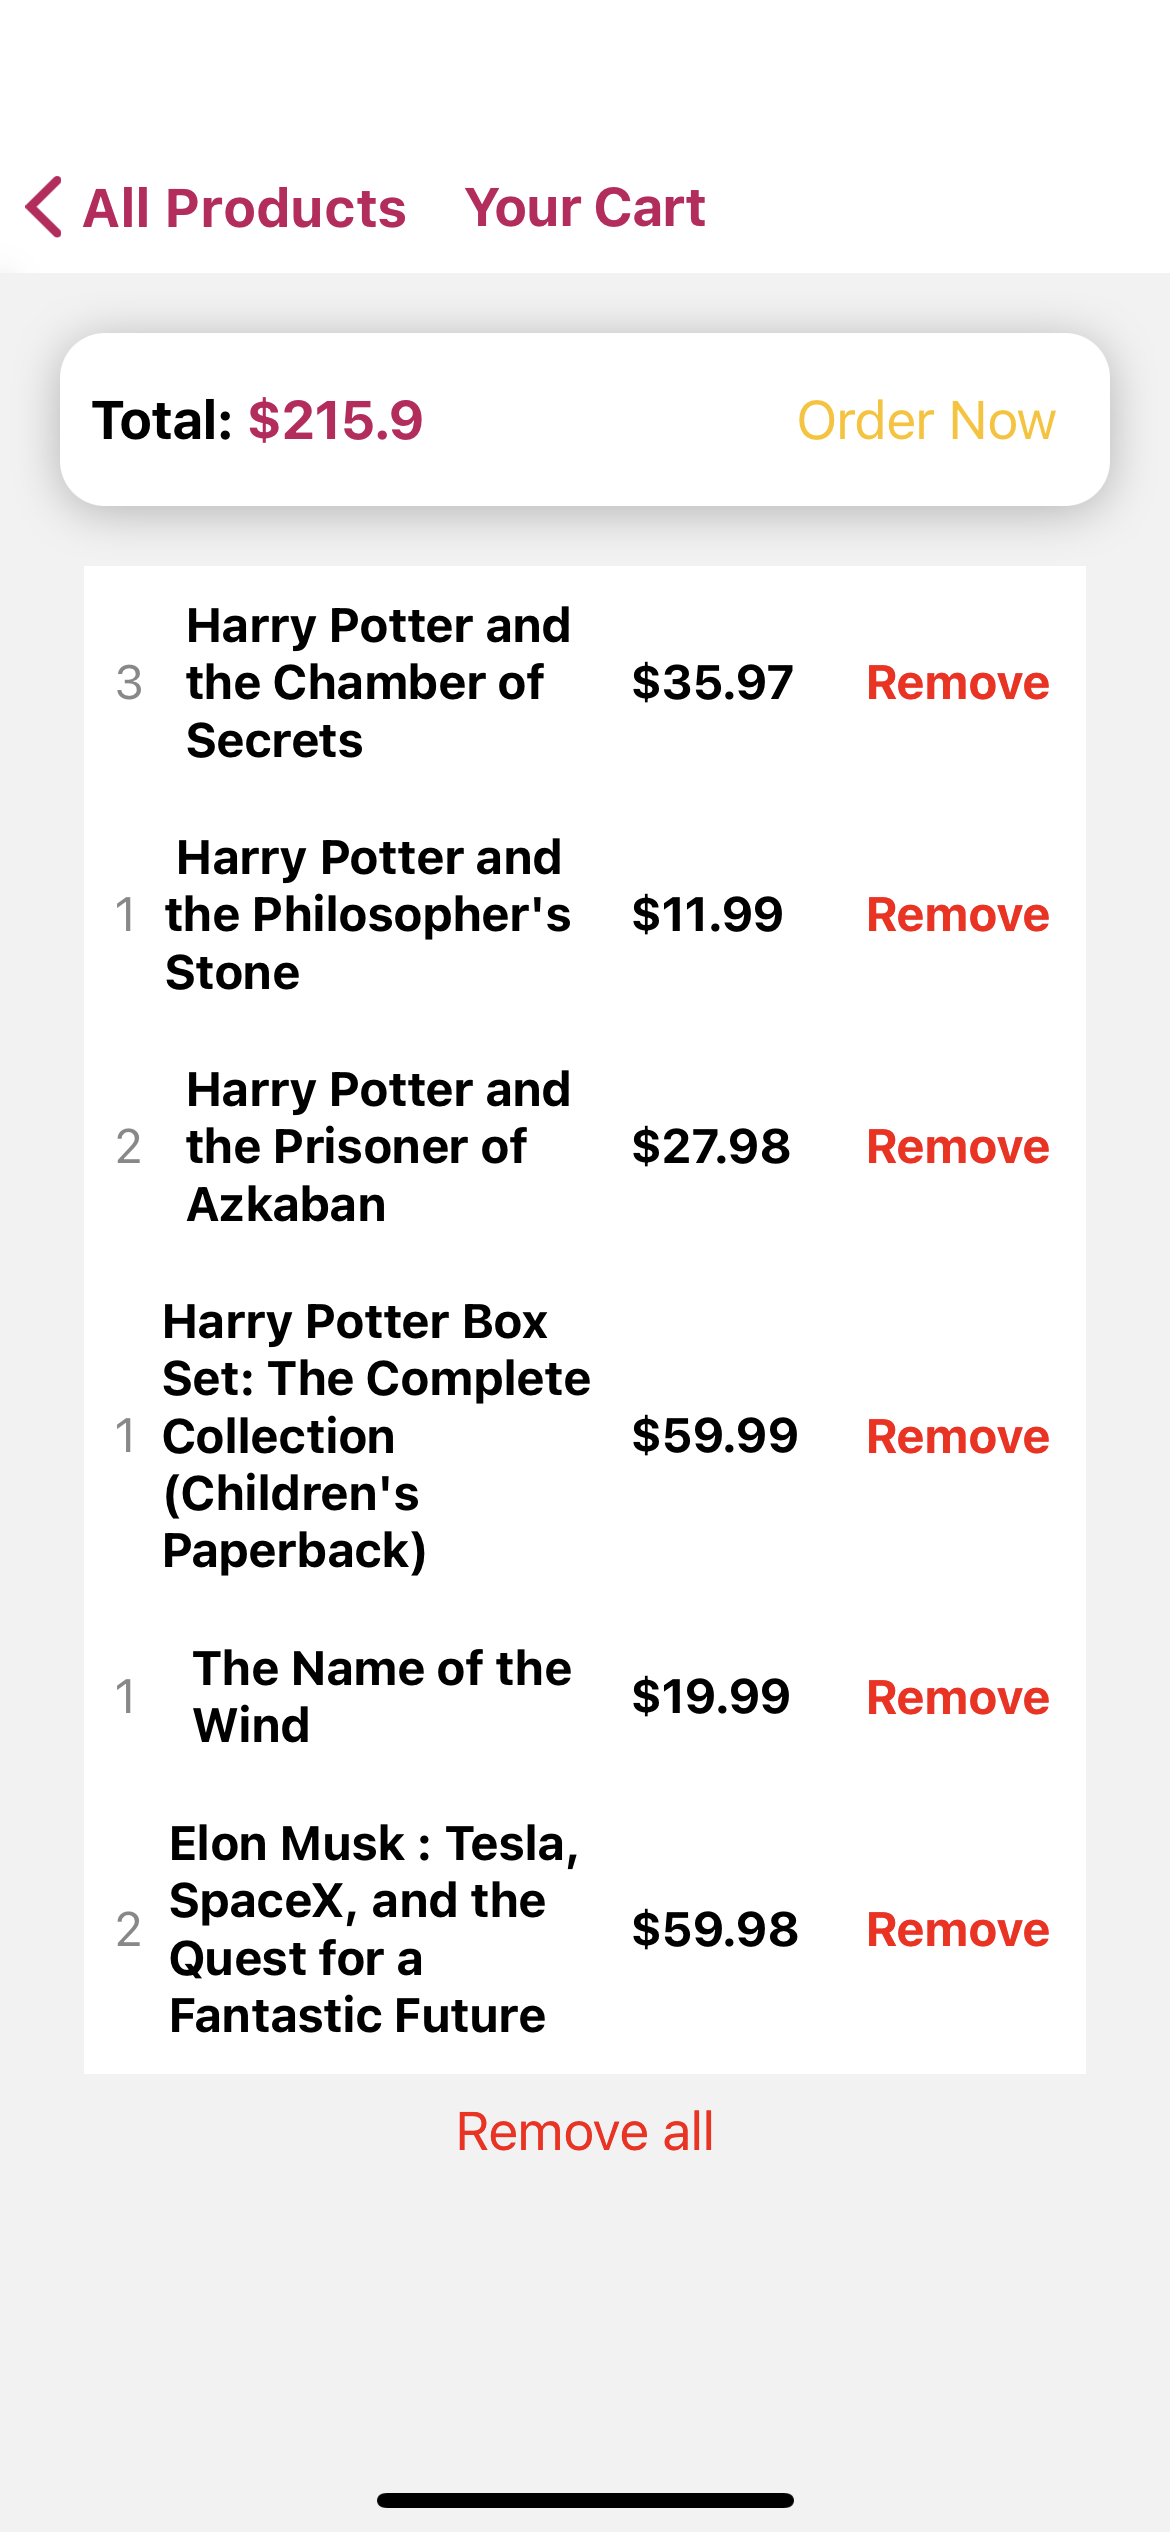 All Products Your Cart
Total: $215.9 Order Now
Harry Potter and
the Chamber of
Secrets
3 $35.97 Remove
Harry Potter and
the Philosopher's
Stone
1 $11.99 Remove
Harry Potter and
the Prisoner of
Azkaban
2 $27.98 Remove
Harry Potter Box
Set: The Complete
Collection
(Children's
Paperback)
1 $59.99 Remove
The Name of the
Wind
1 $19.99 Remove
Elon Musk : Tesla,
SpaceX, and the
Quest for a
Fantastic Future
2 $59.98 Remove
Remove all